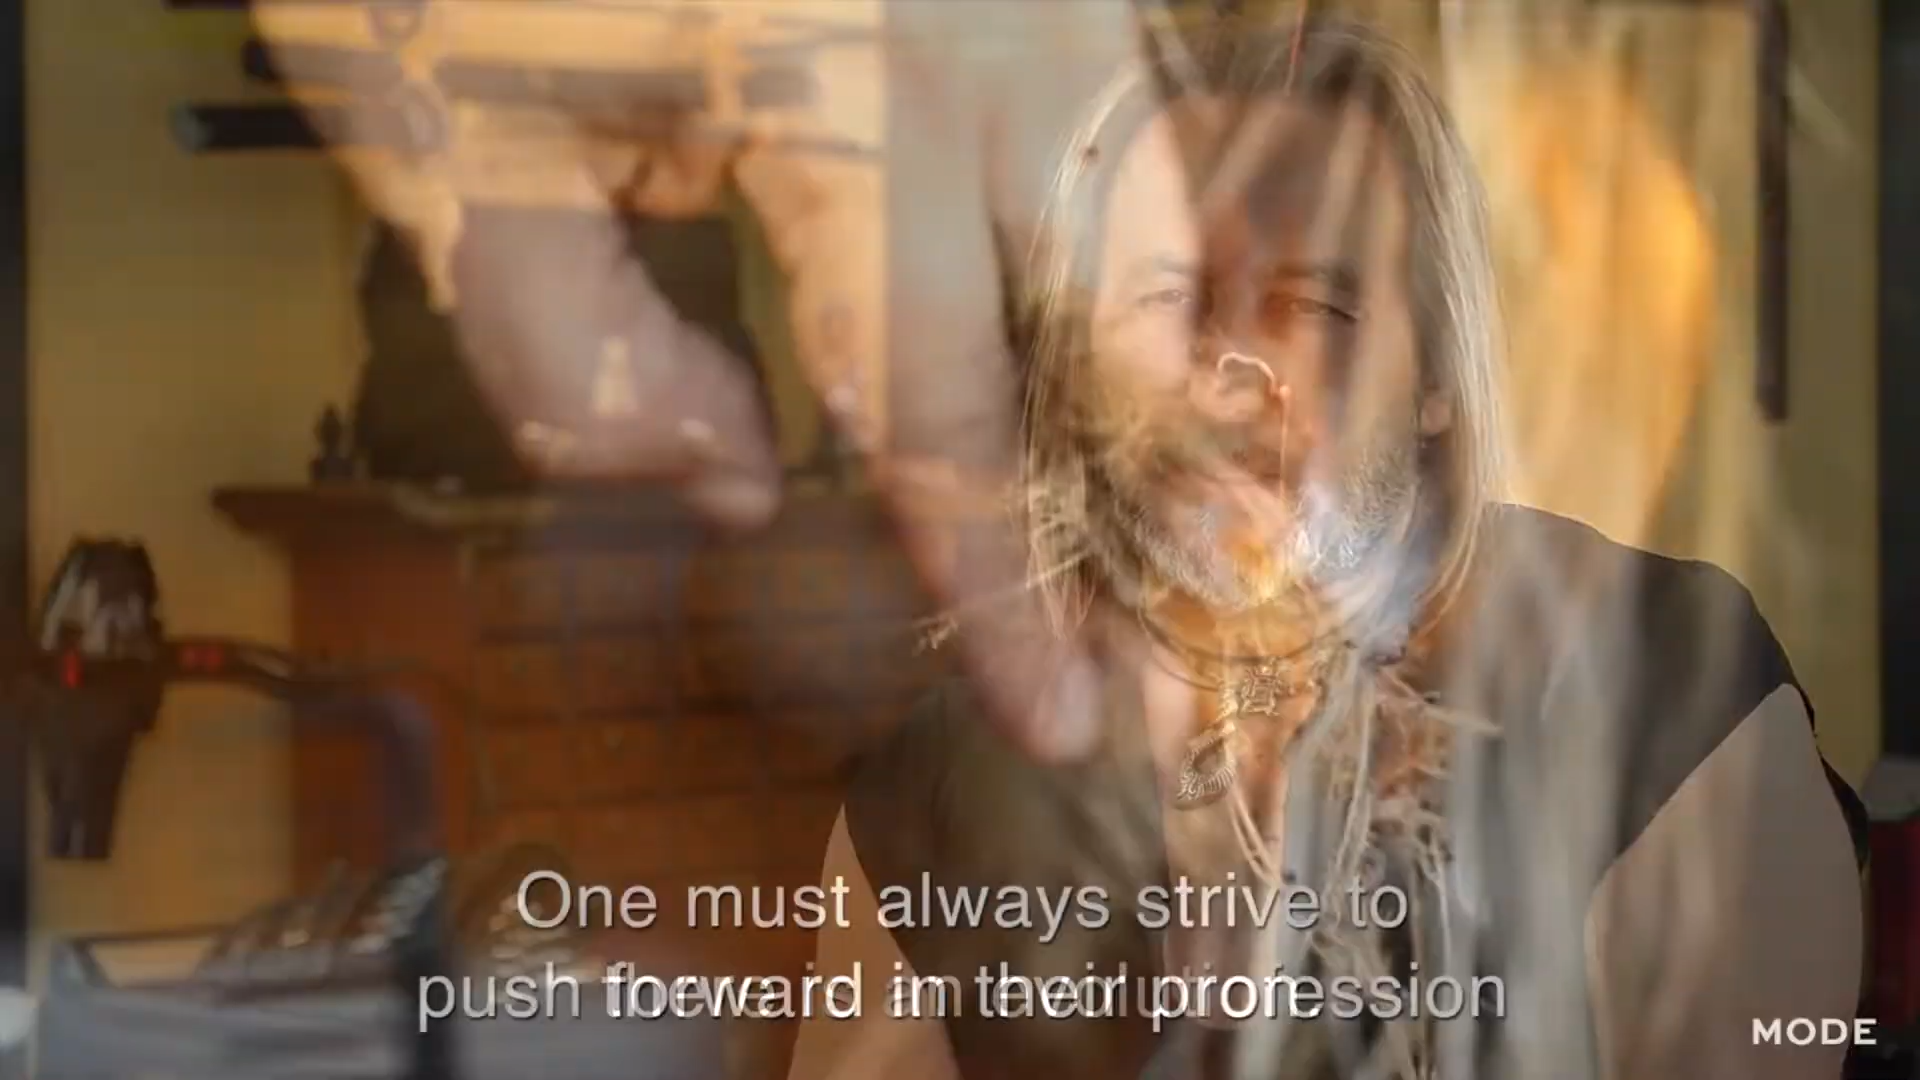 One must always strive to
push forward in their profession
MODE